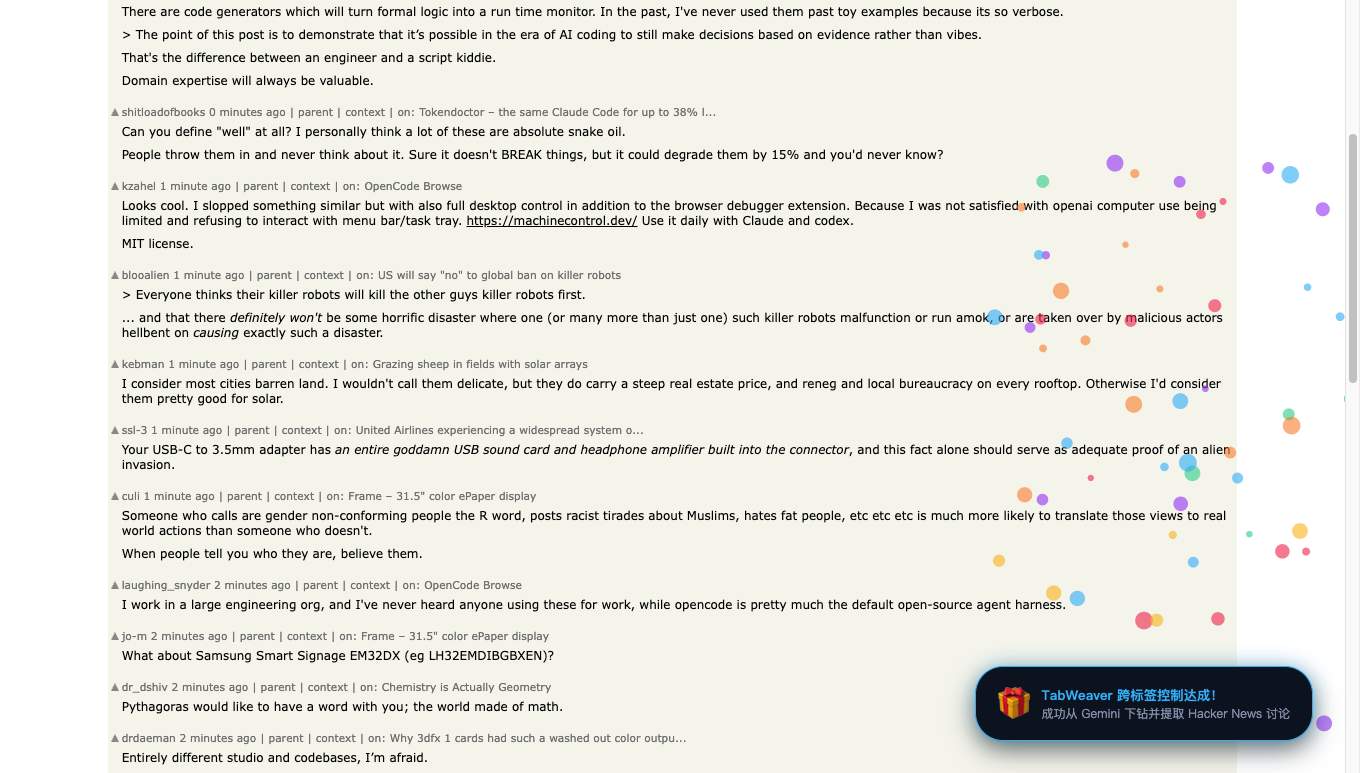 There are code generators which will turn formal logic into a run time monitor. In the past, I've never used them past toy examples because its so verbose.
> The point of this post is to demonstrate that it’s possible in the era of AI coding to still make decisions based on evidence rather than vibes.
That's the difference between an engineer and a script kiddie.
Domain expertise will always be valuable.
shitloadofbooks 0 minutes ago | parent | context | on: Tokendoctor – the same Claude Code for up to 38% l...
Can you define "well" at all? I personally think a lot of these are absolute snake oil.
People throw them in and never think about it. Sure it doesn't BREAK things, but it could degrade them by 15% and you'd never know?
kzahel 1 minute ago | parent | context | on: OpenCode Browse
Looks cool. I slopped something similar but with also full desktop control in addition to the browser debugger extension. Because I was not satisfied with openai computer use being
limited and refusing to interact with menu bar/task tray. https://machinecontrol.dev/ Use it daily with Claude and codex.
MIT license.
blooalien 1 minute ago | parent | context | on: US will say "no" to global ban on killer robots
> Everyone thinks their killer robots will kill the other guys killer robots first.
... and that there definitely won't be some horrific disaster where one (or many more than just one) such killer robots malfunction or run amok, or are taken over by malicious actors
hellbent on causing exactly such a disaster.
kebman 1 minute ago | parent | context | on: Grazing sheep in fields with solar arrays
I consider most cities barren land. I wouldn't call them delicate, but they do carry a steep real estate price, and reneg and local bureaucracy on every rooftop. Otherwise I'd consider
them pretty good for solar.
ssl-3 1 minute ago | parent | context | on: United Airlines experiencing a widespread system o...
Your USB-C to 3.5mm adapter has an entire goddamn USB sound card and headphone amplifier built into the connector, and this fact alone should serve as adequate proof of an alien
invasion.
culi 1 minute ago | parent | context | on: Frame – 31.5" color ePaper display
Someone who calls are gender non-conforming people the R word, posts racist tirades about Muslims, hates fat people, etc etc etc is much more likely to translate those views to real
world actions than someone who doesn't.
When people tell you who they are, believe them.
laughing_snyder 2 minutes ago | parent | context | on: OpenCode Browse
I work in a large engineering org, and I've never heard anyone using these for work, while opencode is pretty much the default open-source agent harness.
jo-m 2 minutes ago | parent | context | on: Frame – 31.5" color ePaper display
What about Samsung Smart Signage EM32DX (eg LH32EMDIBGBXEN)?
dr_dshiv 2 minutes ago | parent | context | on: Chemistry is Actually Geometry
Pythagoras would like to have a word with you; the world made of math.
drdaeman 2 minutes ago | parent | context | on: Why 3dfx 1 cards had such a washed out color outpu...
Entirely different studio and codebases, I’m afraid.
TabWeaver 跨标签控制达成!
成功从 Gemini 下钻并提取 Hacker News 讨论